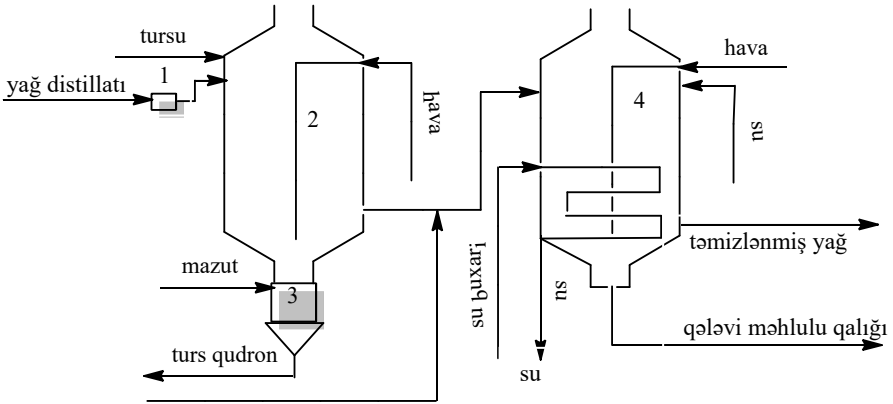 tursu
yağ distillatı
1
2
hava
hava
4
su
mazut
3
turs qudron
su buxarı
su
su
təmizlənmiş yağ
qələvi məhlulu qalığı